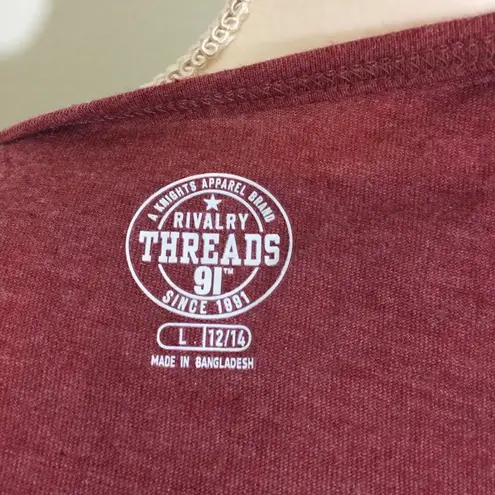 A KNIGHTS APPAREL BRAND
RIVALRY
THREADS
91™
SINCE 1991
L 12/14
MADE IN BANGLADESH